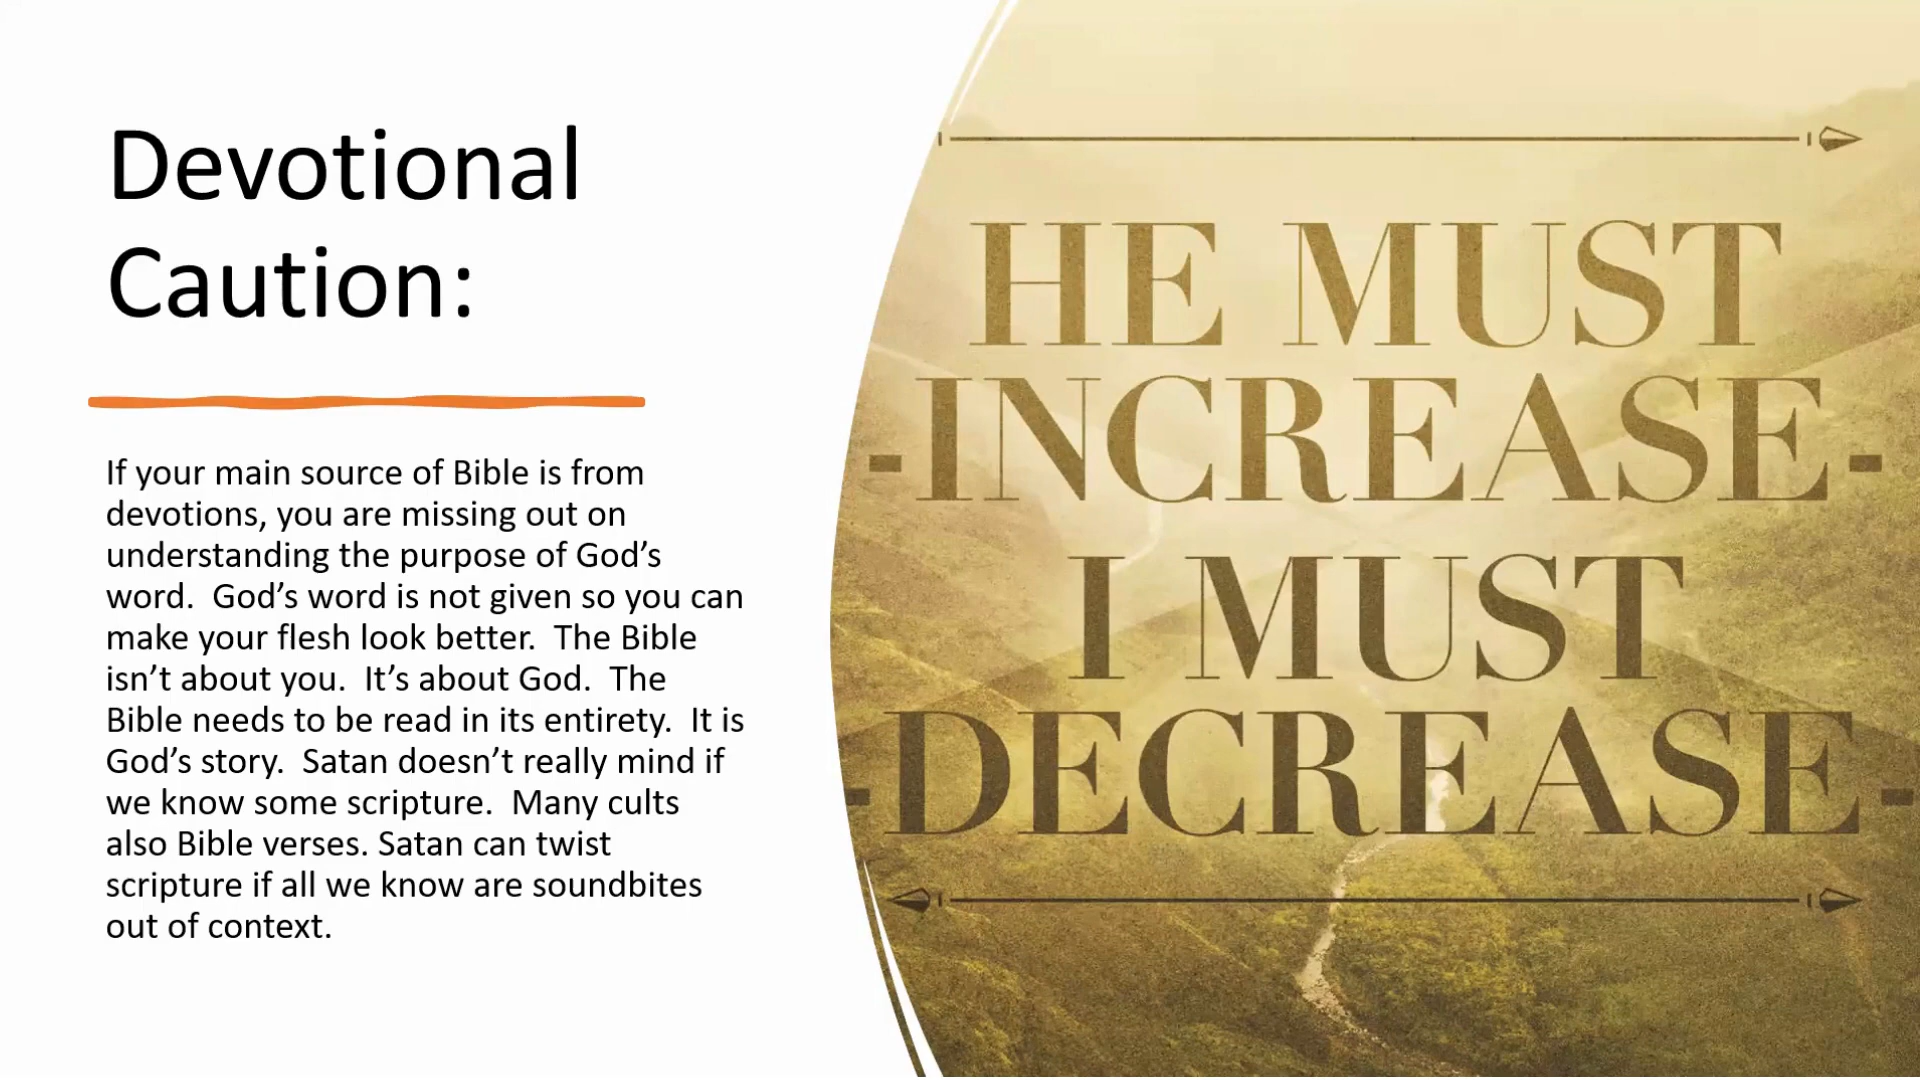 Devotional
Caution:
If your main source of Bible is from
devotions, you are missing out on
understanding the purpose of God’s
word.  God’s word is not given so you can
make your flesh look better.  The Bible
isn’t about you.  It’s about God.  The
Bible needs to be read in its entirety.  It is
God’s story.  Satan doesn’t really mind if
we know some scripture.  Many cults
also Bible verses. Satan can twist
scripture if all we know are soundbites
out of context.
HE MUST
-INCREASE-
I MUST
-DECREASE-